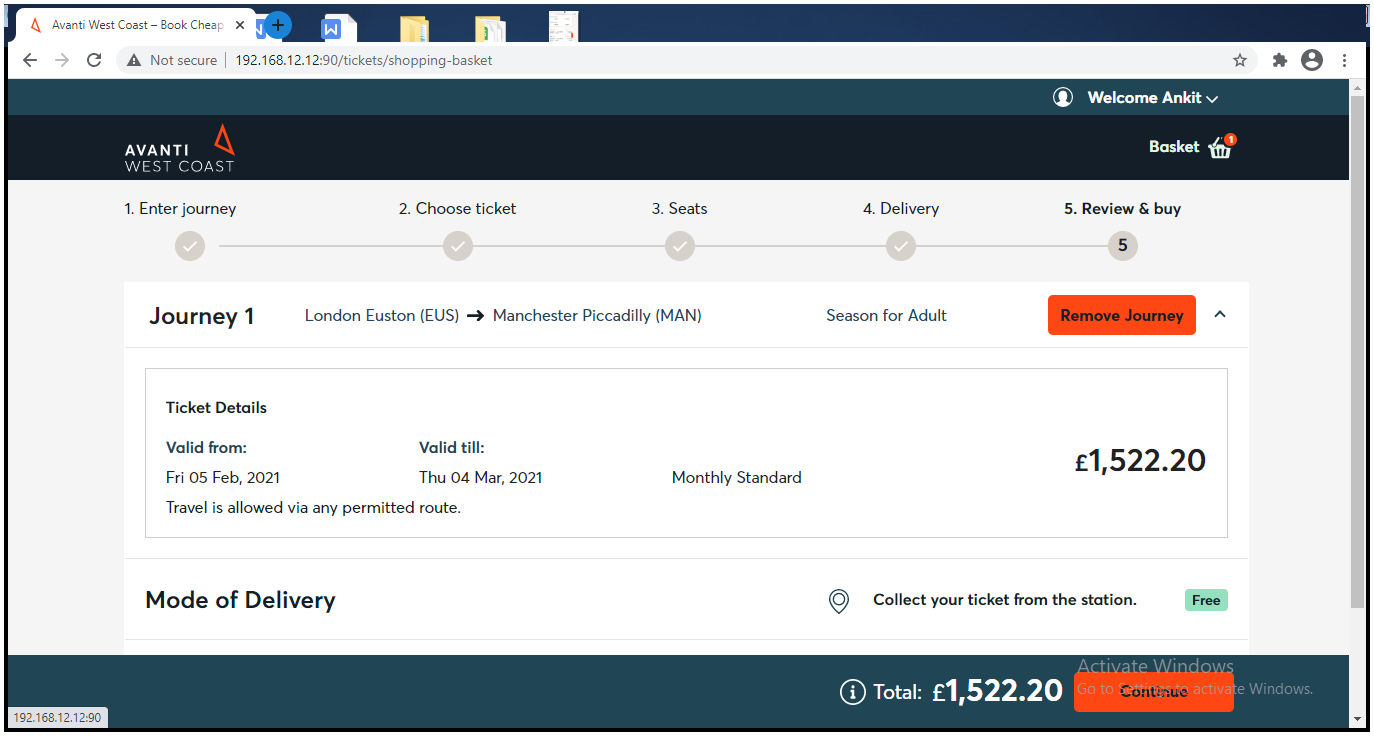 Avanti West Coast – Book Cheap
Not secure
192.168.12.12:90/tickets/shopping-basket
Welcome Ankit
AVANTI
WEST COAST
Basket
1
1. Enter journey
2. Choose ticket
3. Seats
4. Delivery
5. Review & buy
5
Journey 1
London Euston (EUS)
Manchester Piccadilly (MAN)
Season for Adult
Remove Journey
Ticket Details
Valid from:
Valid till:
Fri 05 Feb, 2021
Thu 04 Mar, 2021
Monthly Standard
£1,522.20
Travel is allowed via any permitted route.
Mode of Delivery
Collect your ticket from the station.
Free
Total: £1,522.20
Continue
Activate Windows
Go to Settings to activate Windows.
192.168.12.12:90